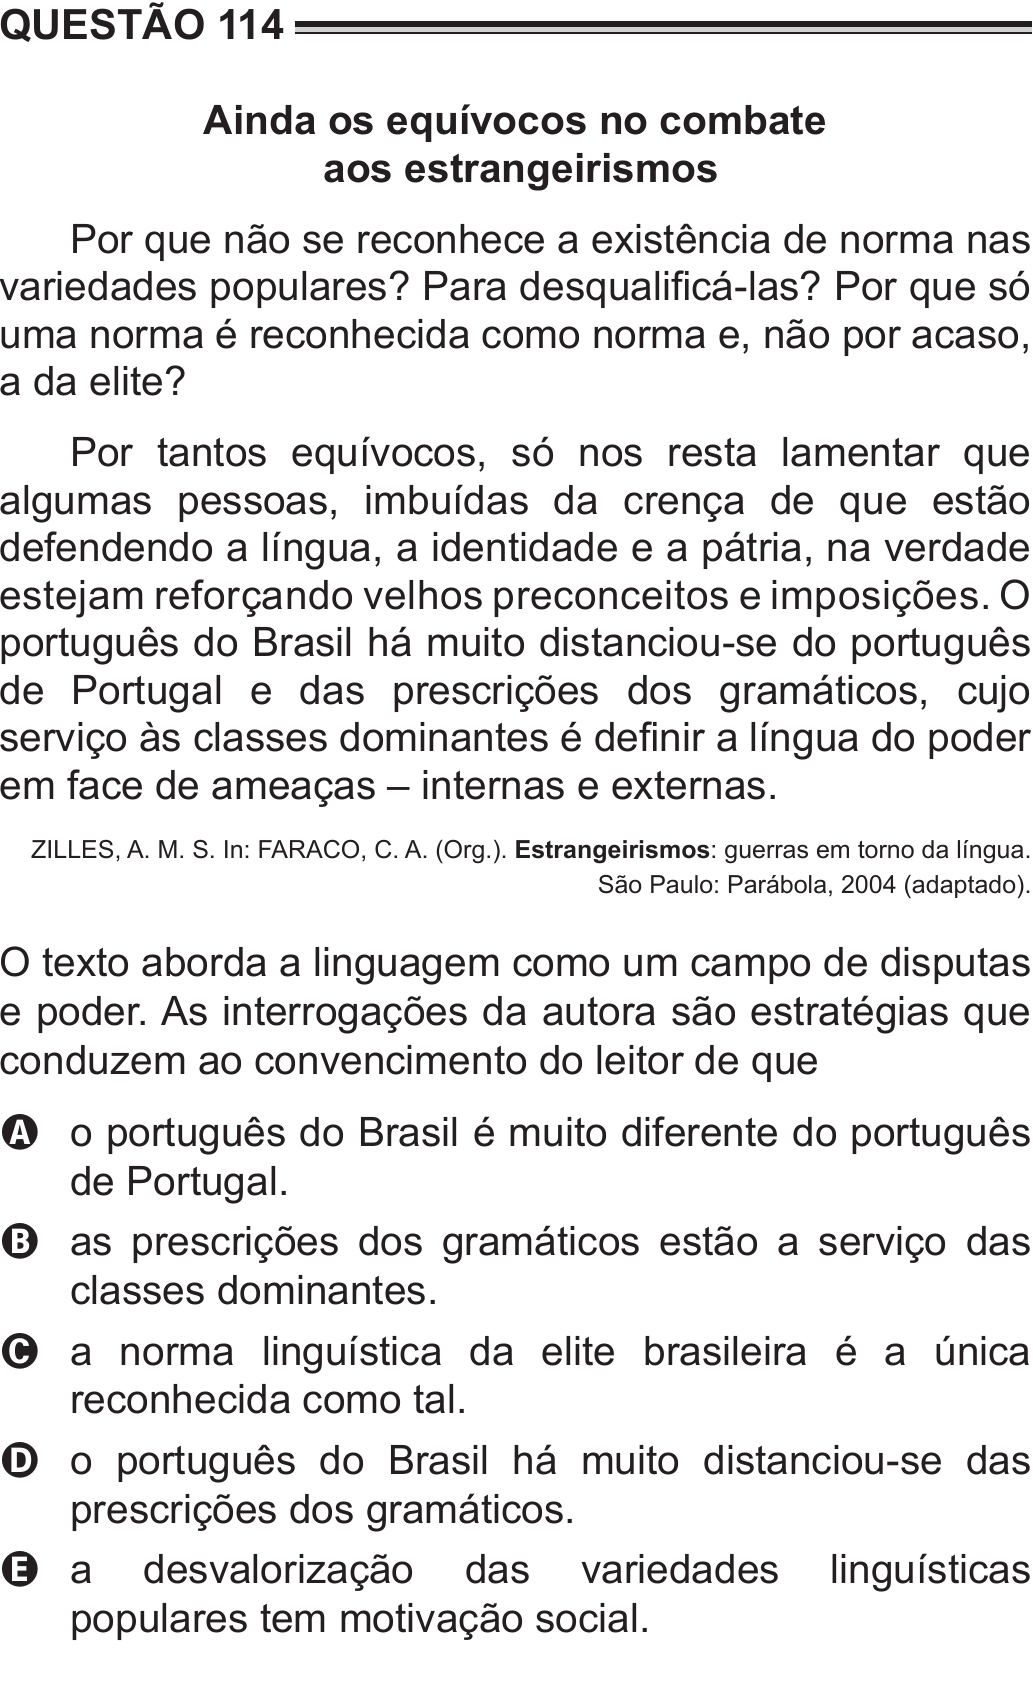 QUESTÃO 114
Ainda os equívocos no combate
aos estrangeirismos
Por que não se reconhece a existência de norma nas
variedades populares? Para desqualificá-las? Por que só
uma norma é reconhecida como norma e, não por acaso,
a da elite?
Por tantos equívocos, só nos resta lamentar que
algumas pessoas, imbuídas da crença de que estão
defendendo a língua, a identidade e a pátria, na verdade
estejam reforçando velhos preconceitos e imposições. O
português do Brasil há muito distanciou-se do português
de Portugal e das prescrições dos gramáticos, cujo
serviço às classes dominantes é definir a língua do poder
em face de ameaças – internas e externas.
ZILLES, A. M. S. In: FARACO, C. A. (Org.). Estrangeirismos: guerras em torno da língua.
São Paulo: Parábola, 2004 (adaptado).
O texto aborda a linguagem como um campo de disputas
e poder. As interrogações da autora são estratégias que
conduzem ao convencimento do leitor de que
A o português do Brasil é muito diferente do português
de Portugal.
B as prescrições dos gramáticos estão a serviço das
classes dominantes.
C a norma linguística da elite brasileira é a única
reconhecida como tal.
D o português do Brasil há muito distanciou-se das
prescrições dos gramáticos.
E a desvalorização das variedades linguísticas
populares tem motivação social.